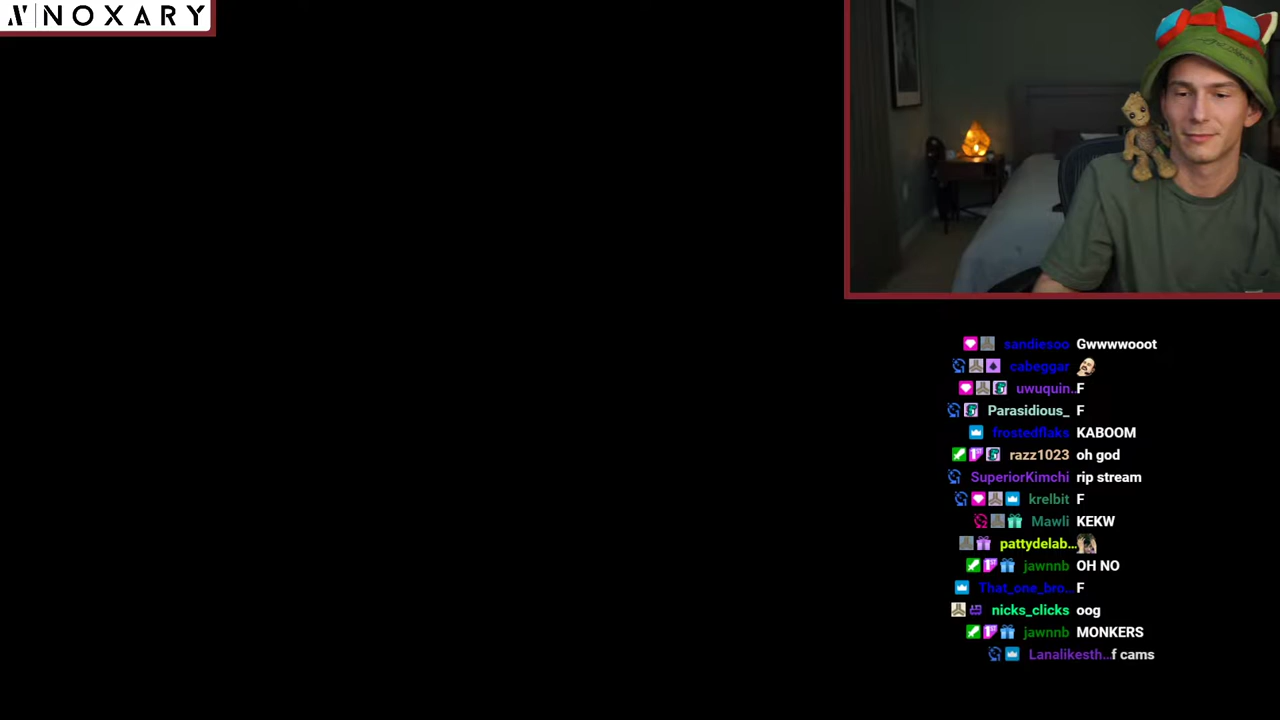 NOXARY
sandiesoo Gwwwwooot
cabeggar
uwuquin.. F
Parasidious_ F
frostedflaks KABOOM
razz1023 oh god
SuperiorKimchi rip stream
krelbit F
Mawli KEKW
pattydelab...
jawnnb OH NO
That_one_bro... F
nicks_clicks oog
jawnnb MONKERS
Lanalikesth... f cams